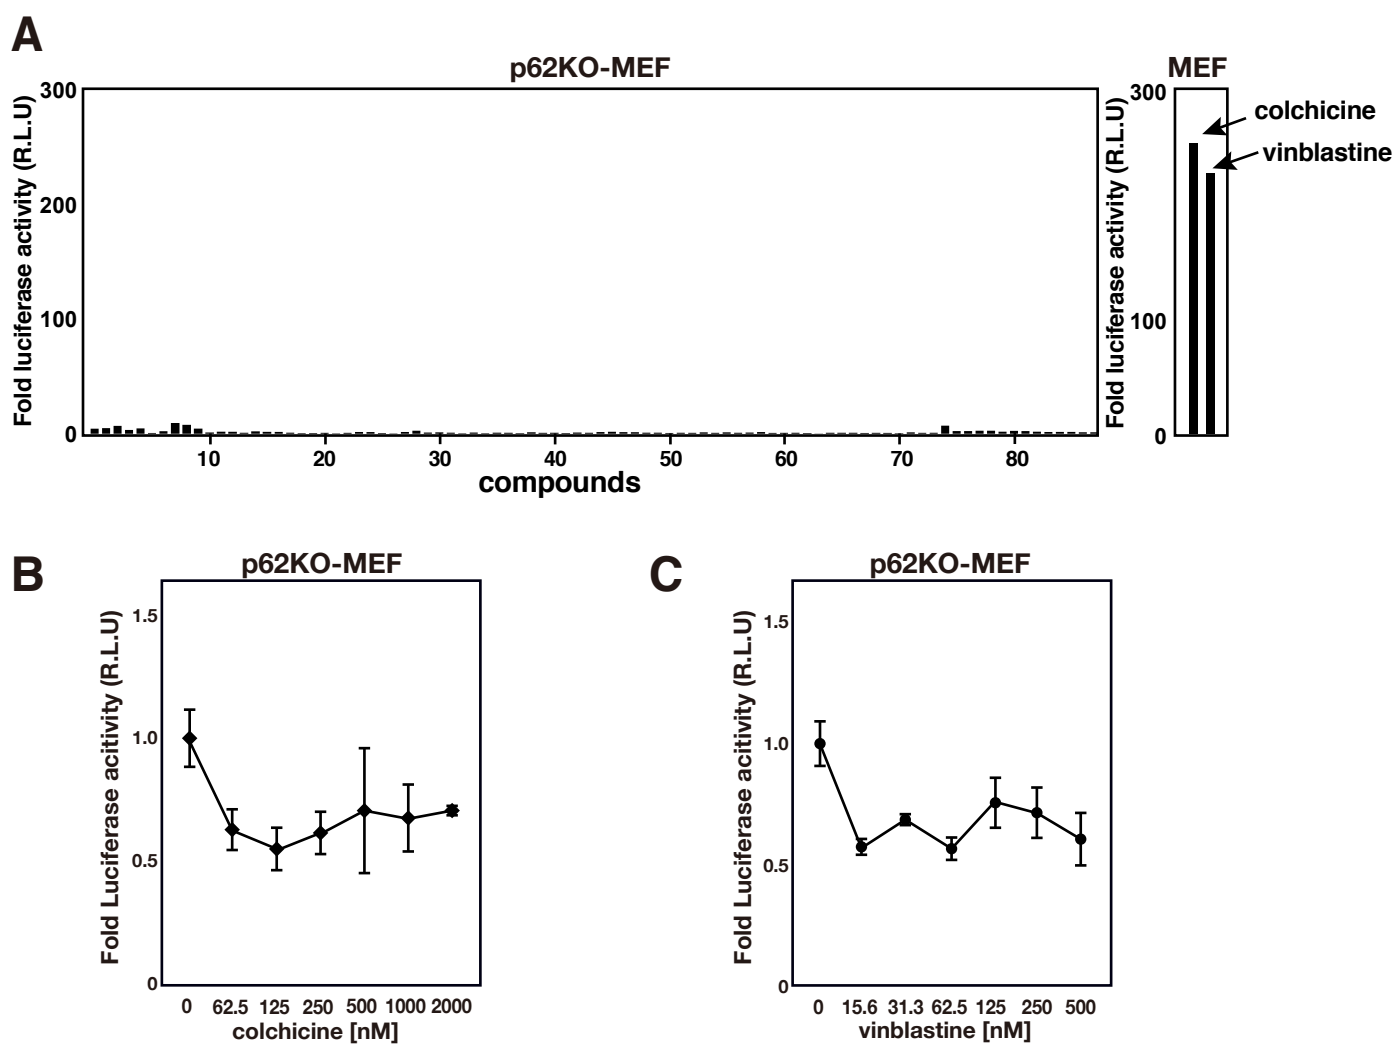 A
p62KO-MEF
MEF
Fold luciferase activity (R.L.U)
300
200
100
0
10 20 30 40 50 60 70 80
compounds
Fold luciferase activity (R.L.U)
300
100
0
colchicine
vinblastine
B
p62KO-MEF
Fold Luciferase acitivity (R.L.U)
1.5
1.0
0.5
0
0 62.5 125 250 500 1000 2000
colchicine [nM]
C
p62KO-MEF
Fold Luciferase acitivity (R.L.U)
1.5
1.0
0.5
0
0 15.6 31.3 62.5 125 250 500
vinblastine [nM]